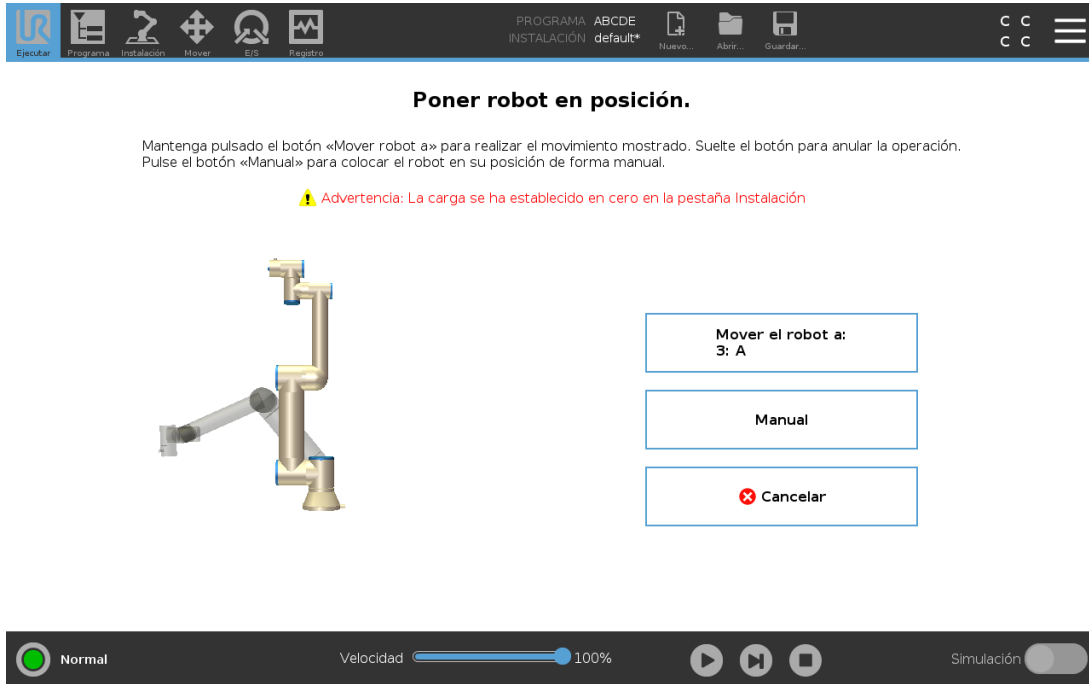 UR
Ejecutar
Programa
Instalación
Mover
E/S
Registro
PROGRAMA ABCDE
INSTALACIÓN default*
Nuevo...
Abrir...
Guardar...
C C
C C
Poner robot en posición.
Mantenga pulsado el botón «Mover robot a» para realizar el movimiento mostrado. Suelte el botón para anular la operación.
Pulse el botón «Manual» para colocar el robot en su posición de forma manual.
Advertencia: La carga se ha establecido en cero en la pestaña Instalación
Mover el robot a:
3: A
Manual
Cancelar
Normal
Velocidad 100%
Simulación